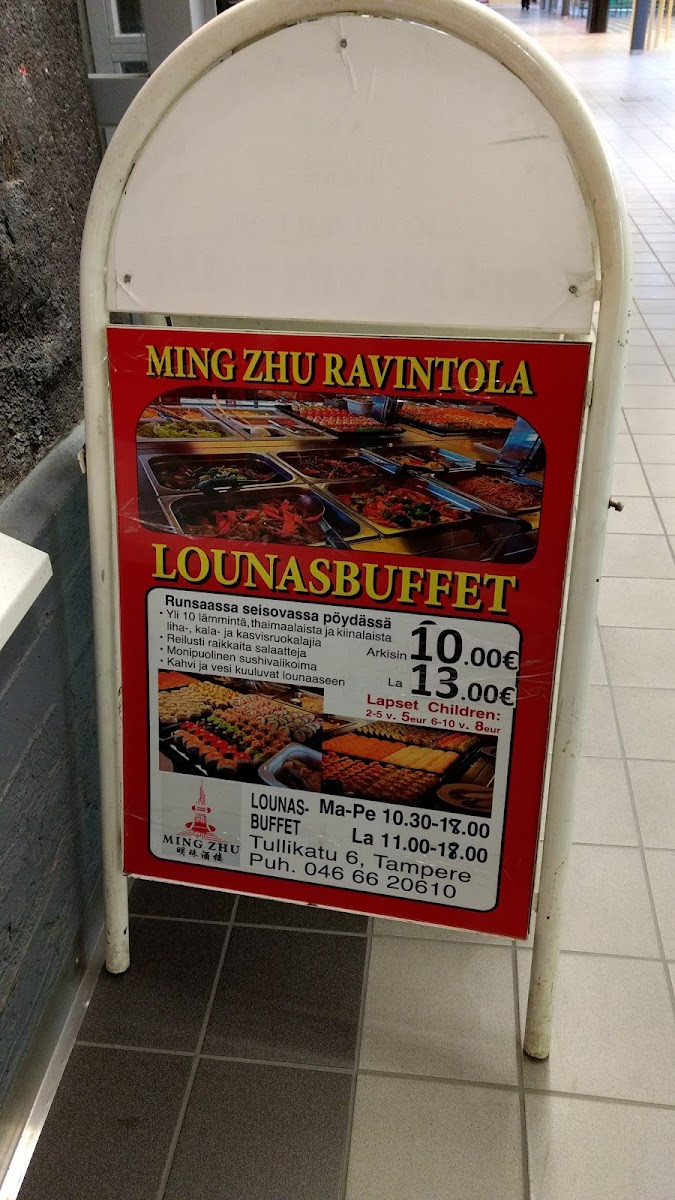 MING ZHU RAVINTOLA
LOUNASBUFFET
Runsaassa seisovassa pöydässä
• Yli 10 lämmintä, thaimaalaista ja kiinalaista
liha-, kala- ja kasvisruokalajia
• Reilusti raikkaita salaatteja
• Monipuolinen sushivalikoima
• Kahvi ja vesi kuuluvat lounaaseen
Arkisin 10.00€
La 13.00€
Lapset Children:
2-5 v. 5eur 6-10 v. 8eur
MING ZHU
明珠酒楼
LOUNAS-
BUFFET
Ma-Pe 10.30-18.00
La 11.00-18.00
Tullikatu 6, Tampere
Puh. 046 66 20610